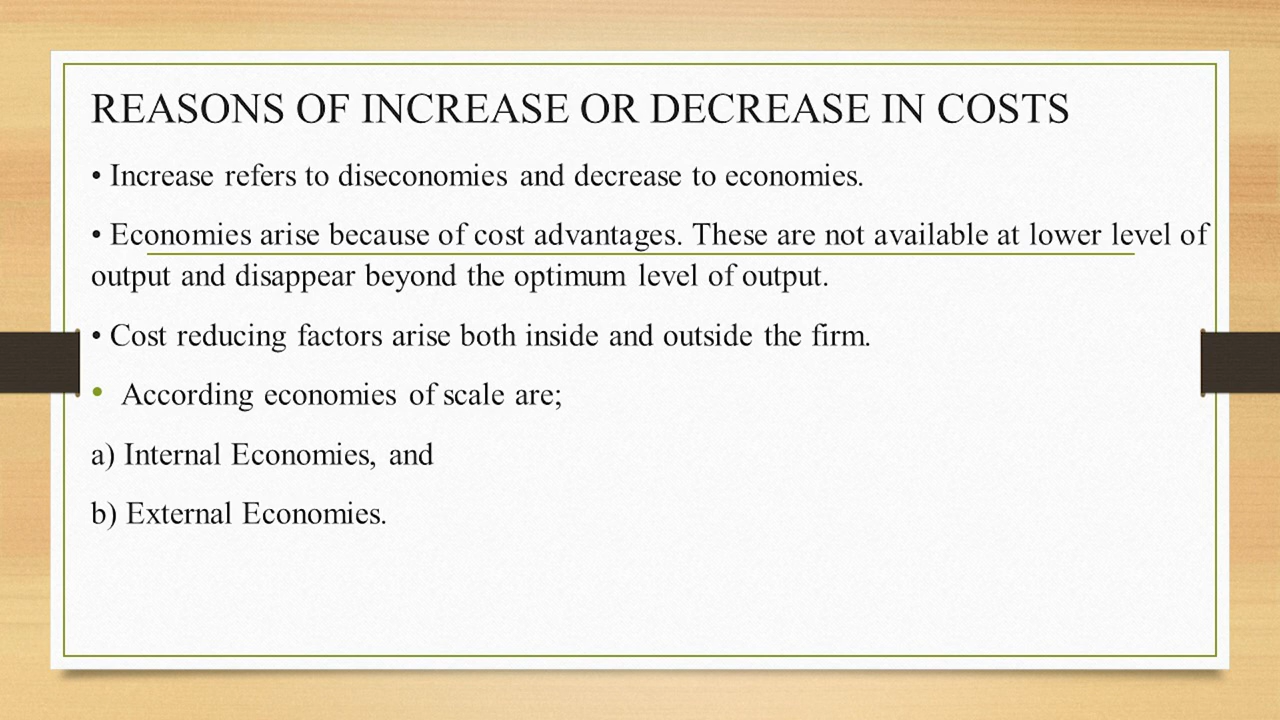 REASONS OF INCREASE OR DECREASE IN COSTS
• Increase refers to diseconomies and decrease to economies.
• Economies arise because of cost advantages. These are not available at lower level of
output and disappear beyond the optimum level of output.
• Cost reducing factors arise both inside and outside the firm.
• According economies of scale are;
a) Internal Economies, and
b) External Economies.